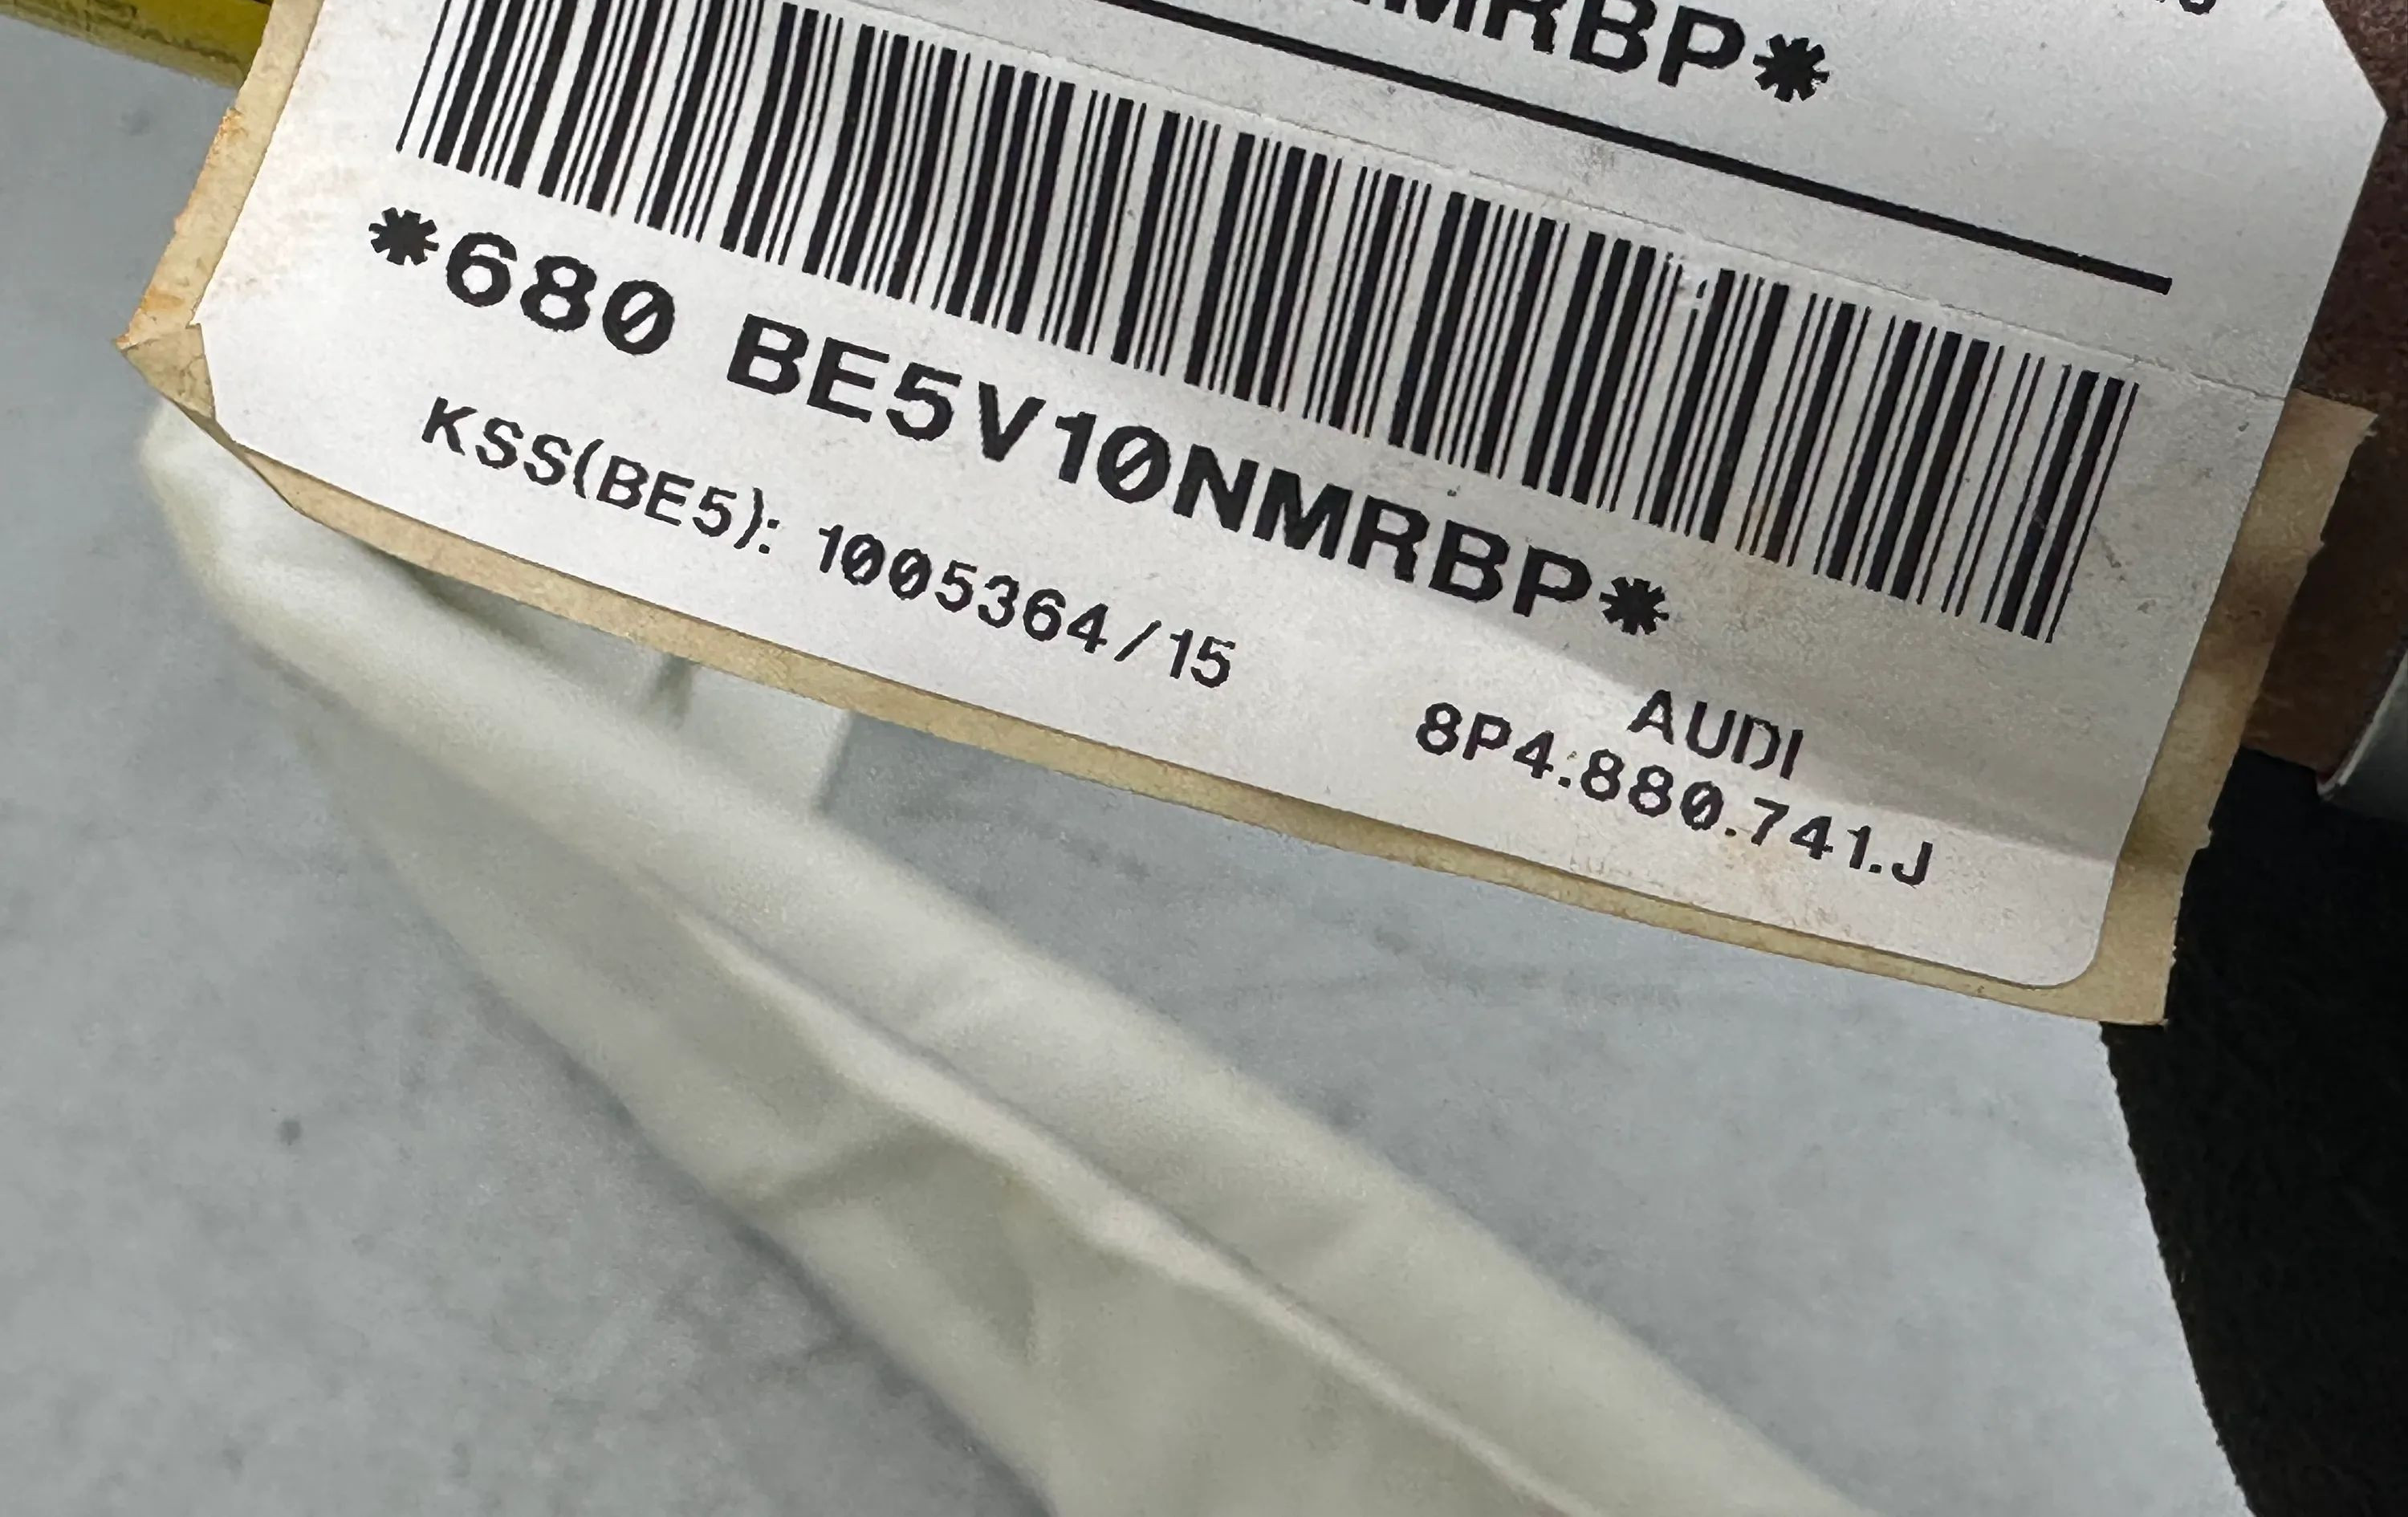 MRBP*
*680 BE5V10NMRBP*
KSS(BE5): 1005364/15
AUDI
8P4.880.741.J